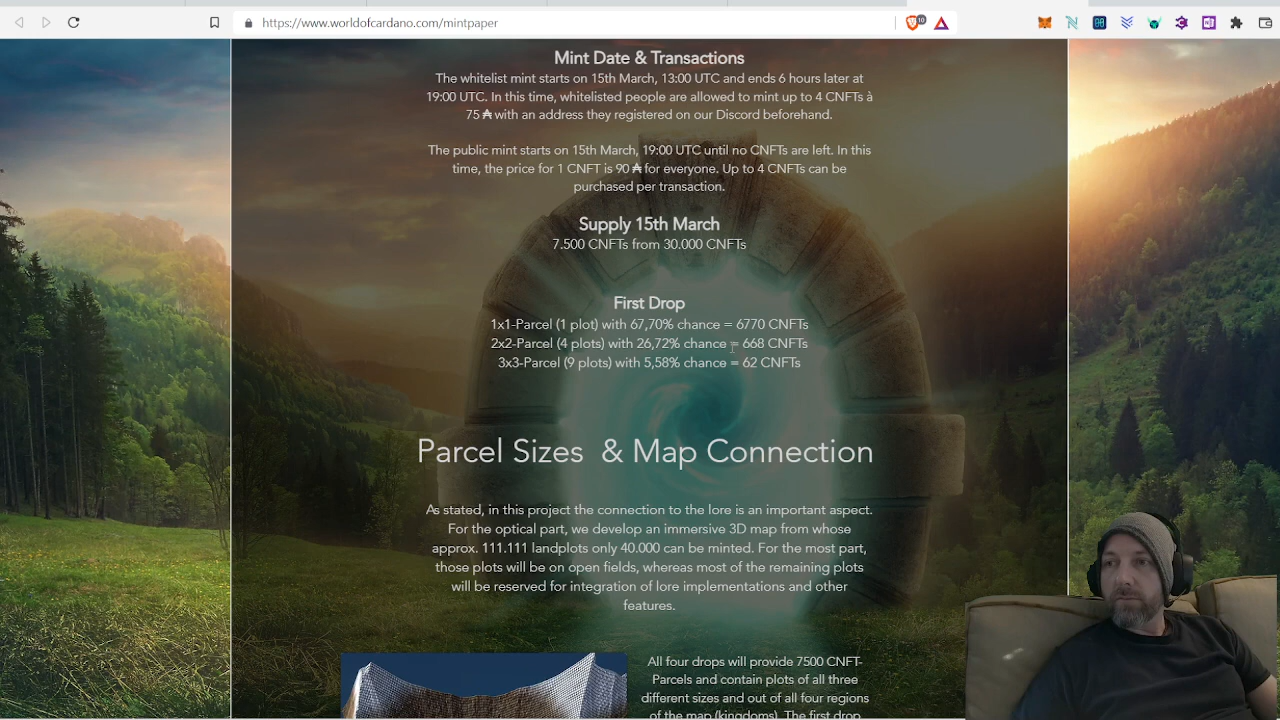 https://www.worldofcardano.com/mintpaper
10
Mint Date & Transactions
The whitelist mint starts on 15th March, 13:00 UTC and ends 6 hours later at
19:00 UTC. In this time, whitelisted people are allowed to mint up to 4 CNFTs à
75 ₳ with an address they registered on our Discord beforehand.
The public mint starts on 15th March, 19:00 UTC until no CNFTs are left. In this
time, the price for 1 CNFT is 90 ₳ for everyone. Up to 4 CNFTs can be
purchased per transaction.
Supply 15th March
7.500 CNFTs from 30.000 CNFTs
First Drop
1x1-Parcel (1 plot) with 67,70% chance = 6770 CNFTs
2x2-Parcel (4 plots) with 26,72% chance = 668 CNFTs
3x3-Parcel (9 plots) with 5,58% chance = 62 CNFTs
Parcel Sizes & Map Connection
As stated, in this project the connection to the lore is an important aspect.
For the optical part, we develop an immersive 3D map from whose
approx. 111.111 landplots only 40.000 can be minted. For the most part,
those plots will be on open fields, whereas most of the remaining plots
will be reserved for integration of lore implementations and other
features.
All four drops will provide 7500 CNFT-
Parcels and contain plots of all three
different sizes and out of all four regions
of the map (kingdoms). The first drop